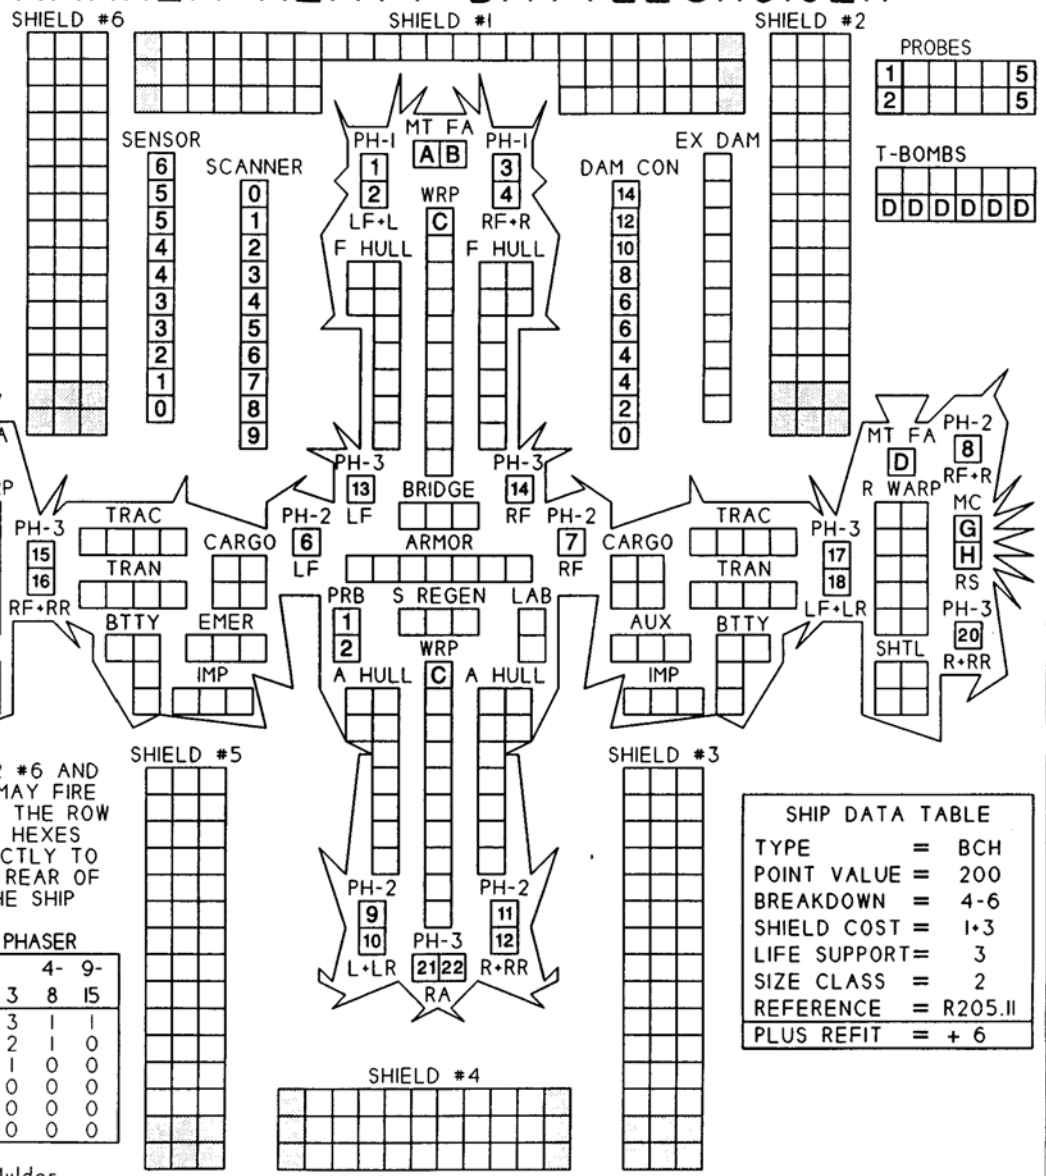 SHIELD #6
SHIELD #1
SHIELD #2
PROBES
1 5
2 5
T-BOMBS
D D D D D D
SENSOR
6
5
5
4
4
3
3
2
1
0
SCANNER
0
1
2
3
4
5
6
7
8
9
MT FA
A B
PH-1
1
2
LF+L
PH-1
3
4
RF+R
WRP
C
F HULL
F HULL
DAM CON
14
12
10
8
6
6
4
4
2
0
EX DAM
PH-3
13
LF
BRIDGE
PH-3
14
RF
PH-2
6
LF
ARMOR
PH-2
7
RF
PH-3
15
16
RF+RR
TRAC
TRAN
CARGO
BTTY
EMER
IMP
PRB
1
2
S REGEN
LAB
WRP
C
A HULL
A HULL
CARGO
TRAC
TRAN
AUX
BTTY
IMP
PH-3
17
18
LF+LR
MT FA
D
PH-2
8
RF+R
R WARP
MC
G
H
RS
PH-3
20
R+RR
SHTL
SHIELD #5
SHIELD #3
#6 AND
MAY FIRE
THE ROW
HEXES
TO
REAR OF
SHIP
PHASER
4- 9-
3 8 15
3 1 1
2 1 0
1 0 0
0 0 0
0 0 0
0 0 0
PH-2
9
10
L+LR
PH-3
21 22
RA
PH-2
11
12
R+RR
SHIELD #4
SHIP DATA TABLE
TYPE = BCH
POINT VALUE = 200
BREAKDOWN = 4-6
SHIELD COST = 1+3
LIFE SUPPORT = 3
SIZE CLASS = 2
REFERENCE = R205.11
PLUS REFIT = + 6